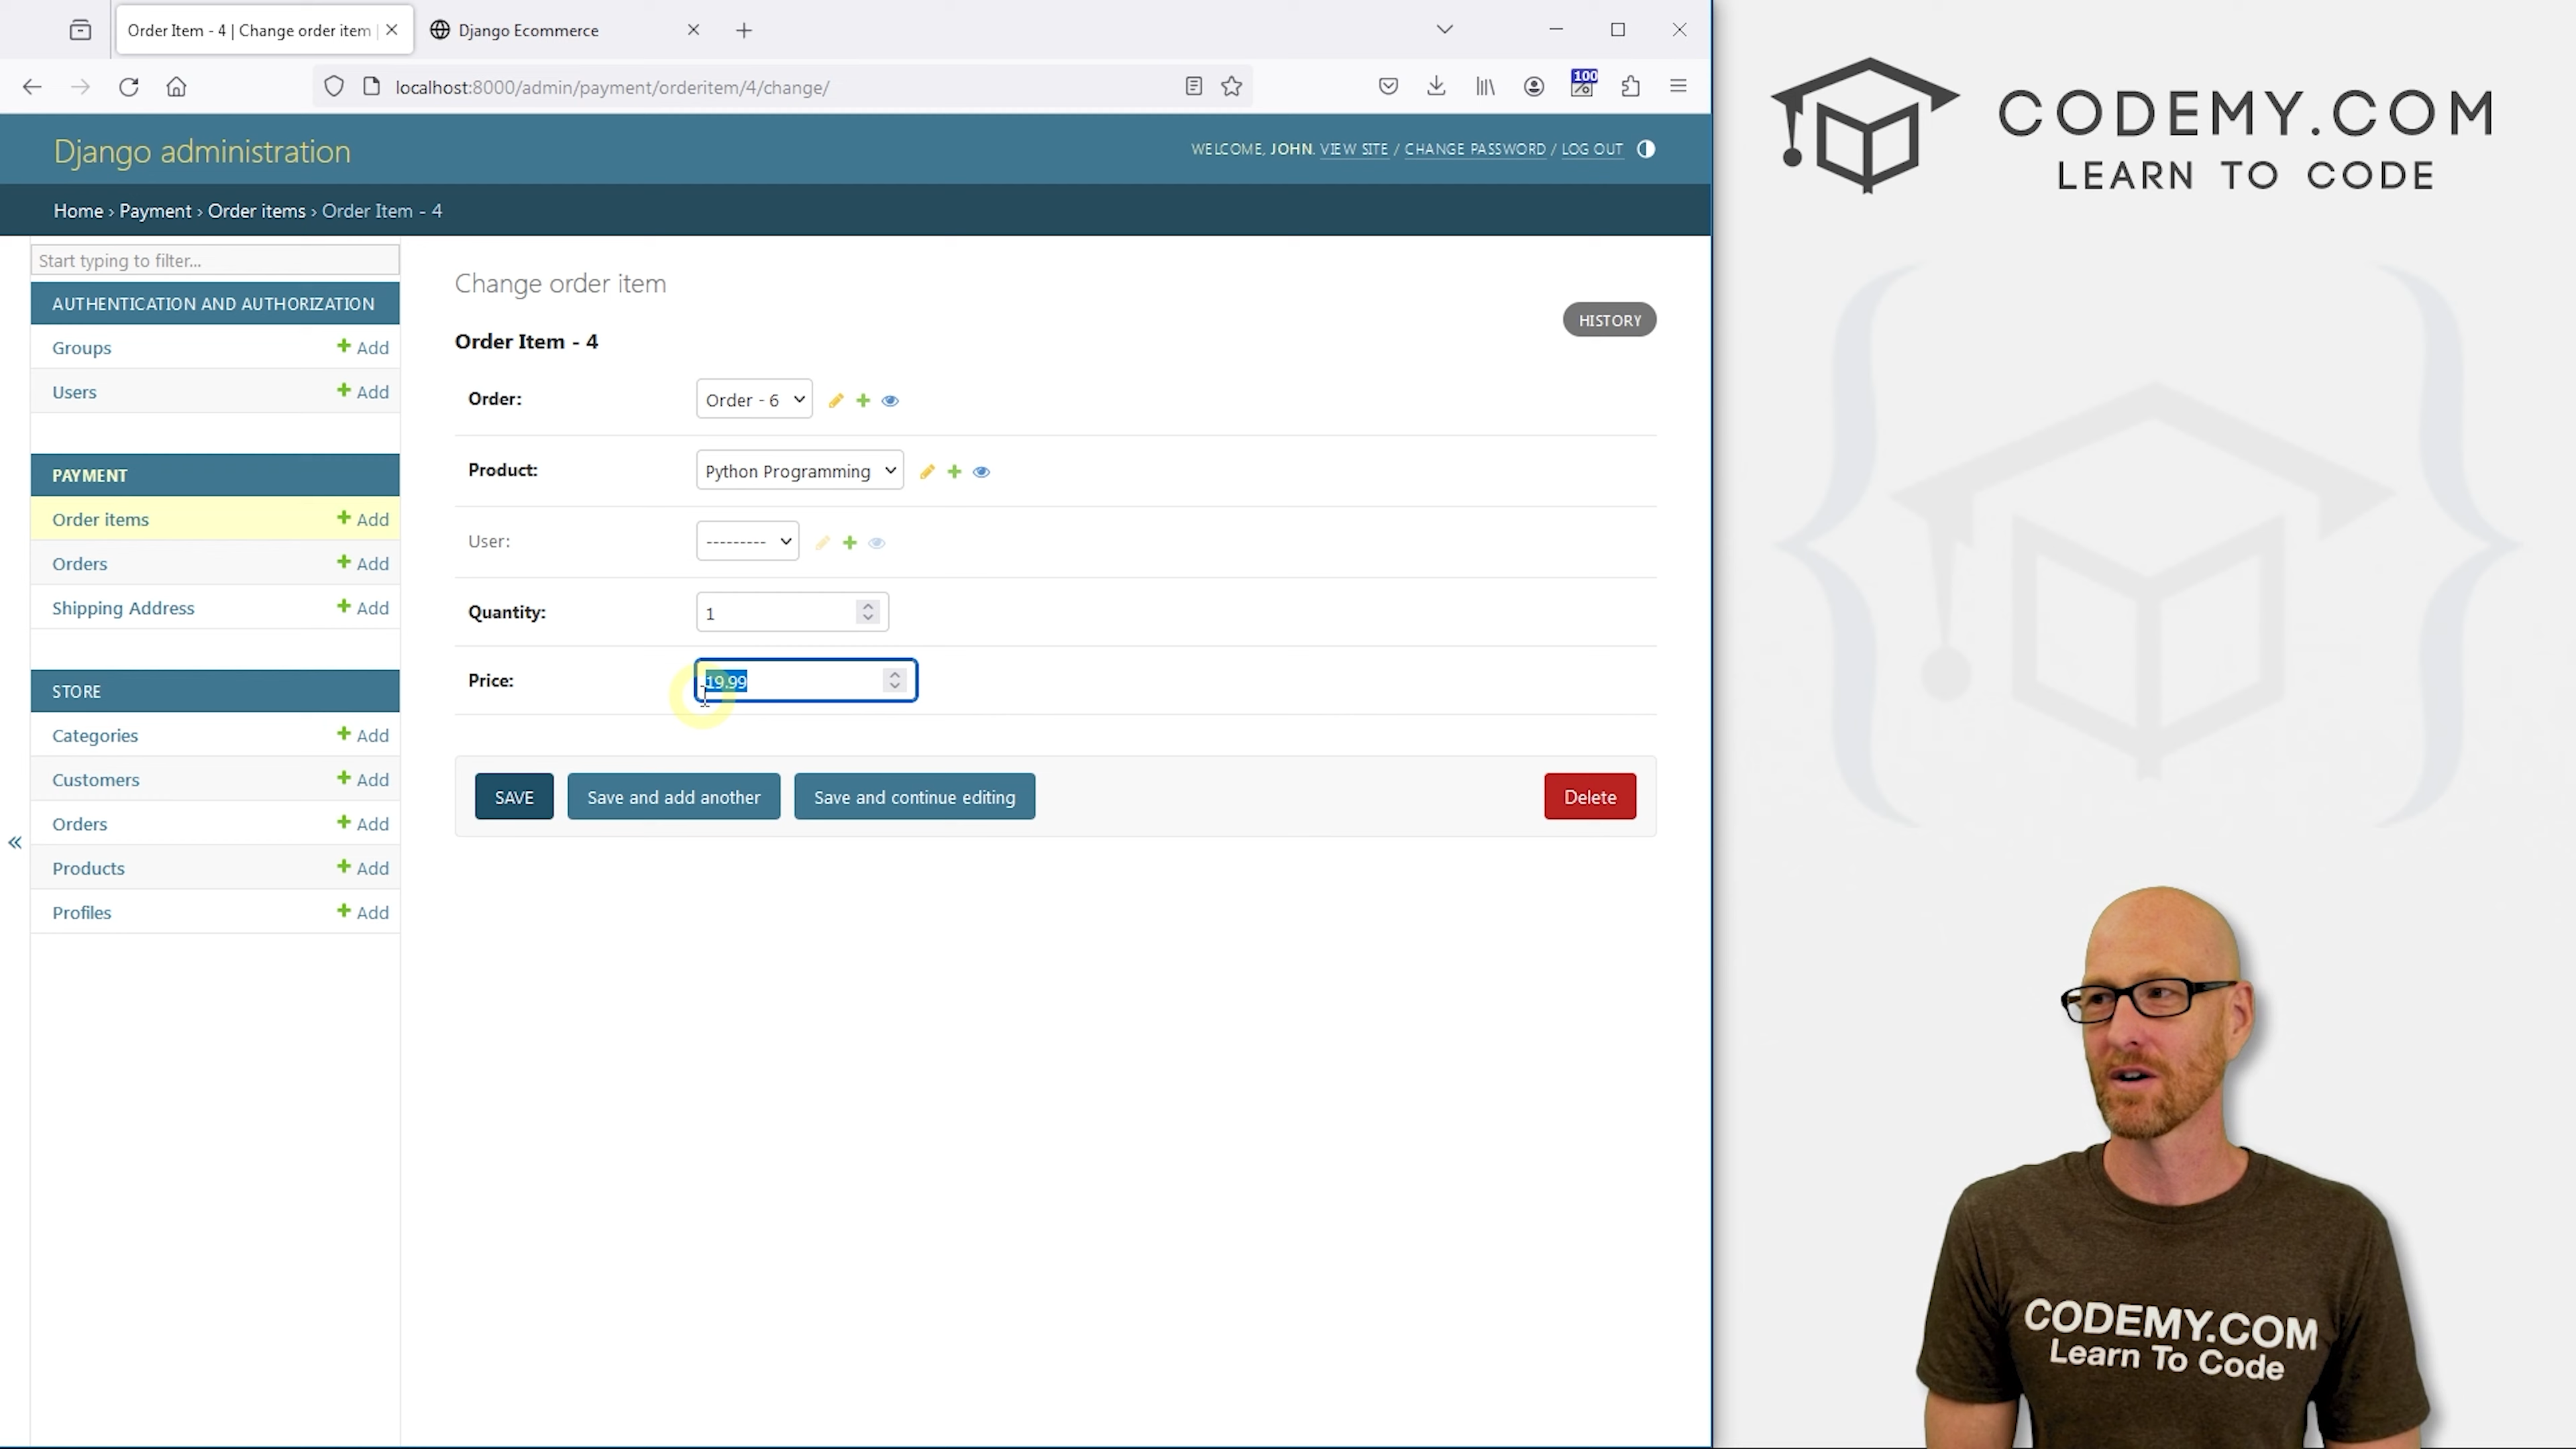 Order Item - 4 | Change order item
Django Ecommerce
localhost:8000/admin/payment/orderitem/4/change/
100
Django administration
WELCOME, JOHN. VIEW SITE / CHANGE PASSWORD / LOG OUT
Home › Payment › Order items › Order Item - 4
Start typing to filter...
AUTHENTICATION AND AUTHORIZATION
Groups + Add
Users + Add
PAYMENT
Order items + Add
Orders + Add
Shipping Address + Add
STORE
Categories + Add
Customers + Add
Orders + Add
Products + Add
Profiles + Add
«
Change order item
HISTORY
Order Item - 4
Order: Order - 6
Product: Python Programming
User: ---------
Quantity: 1
Price: 19.99
SAVE
Save and add another
Save and continue editing
Delete
CODEMY.COM
LEARN TO CODE
CODEMY.COM
Learn To Code